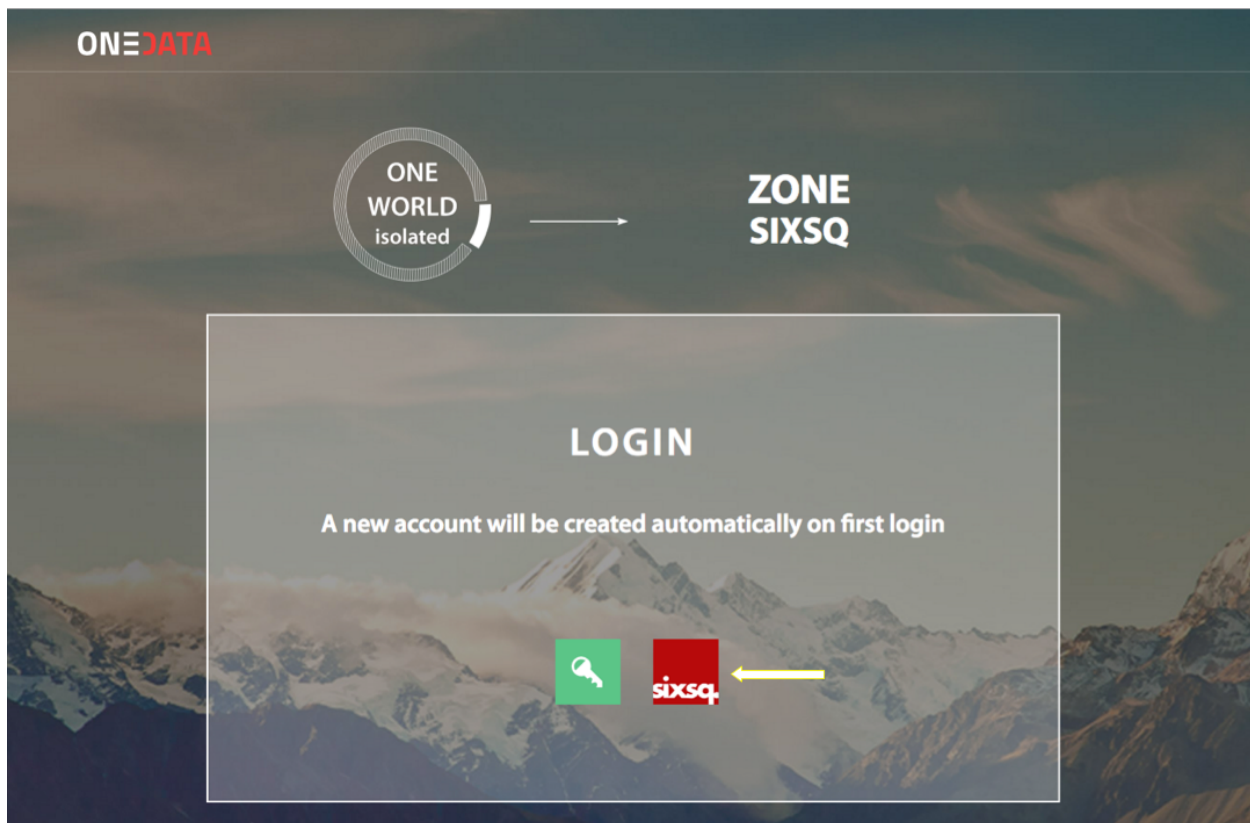 ONEDATA
ONE
WORLD
isolated
ZONE
SIXSQ
LOGIN
A new account will be created automatically on first login
sixsq.